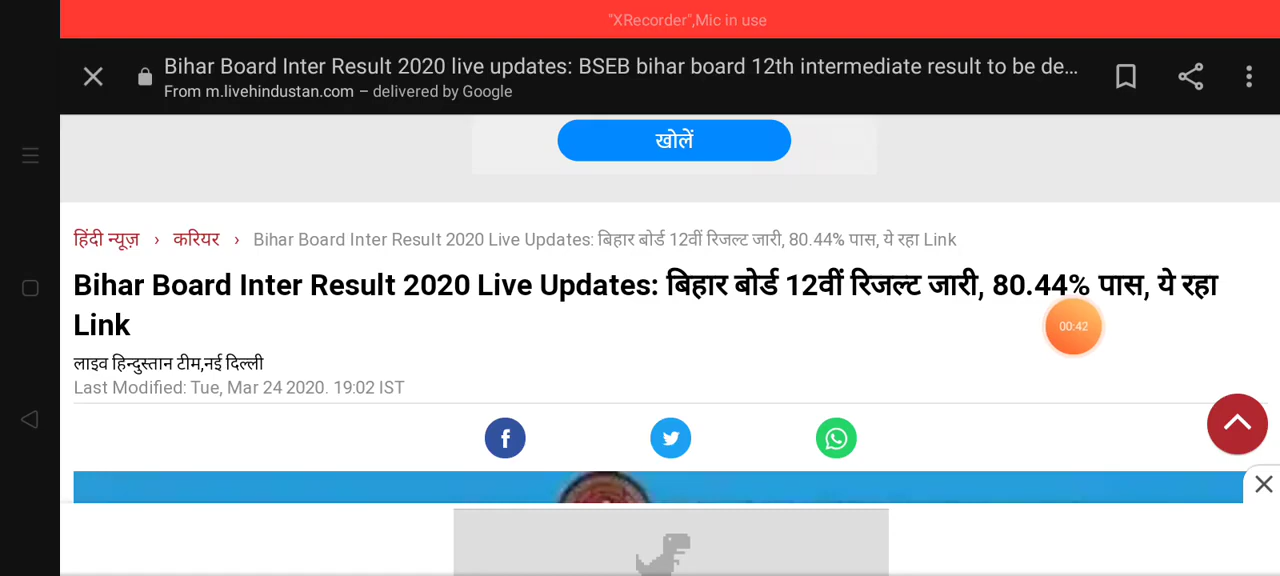 "XRecorder",Mic in use
Bihar Board Inter Result 2020 live updates: BSEB bihar board 12th intermediate result to be de...
From m.livehindustan.com – delivered by Google
खोलें
हिंदी न्यूज़ › करियर › Bihar Board Inter Result 2020 Live Updates: बिहार बोर्ड 12वीं रिजल्ट जारी, 80.44% पास, ये रहा Link
Bihar Board Inter Result 2020 Live Updates: बिहार बोर्ड 12वीं रिजल्ट जारी, 80.44% पास, ये रहा
Link
00:42
लाइव हिन्दुस्तान टीम,नई दिल्ली
Last Modified: Tue, Mar 24 2020. 19:02 IST